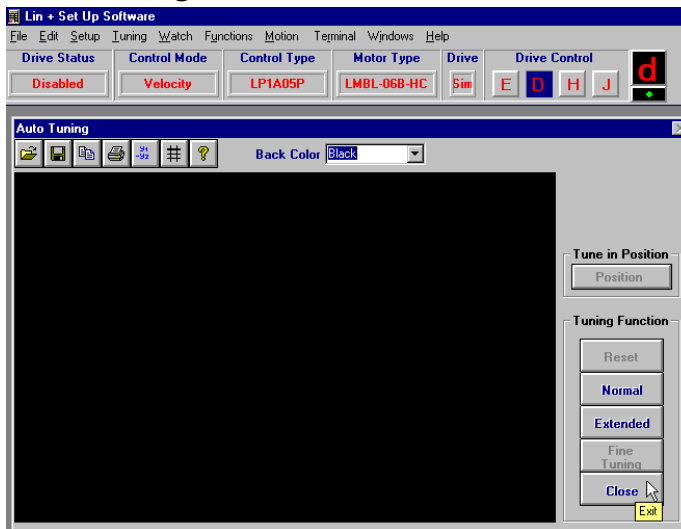 Lin + Set Up Software
File Edit Setup Tuning Watch Functions Motion Terminal Windows Help
Drive Status Control Mode Control Type Motor Type Drive Drive Control
Disabled Velocity LP1A05P LMBL-06B-HC Sim E D H J d
Auto Tuning
Y1
-Y2 ? Back Color Black
Tune in Position
Position
Tuning Function
Reset
Normal
Extended
Fine
Tuning
Close
Exit